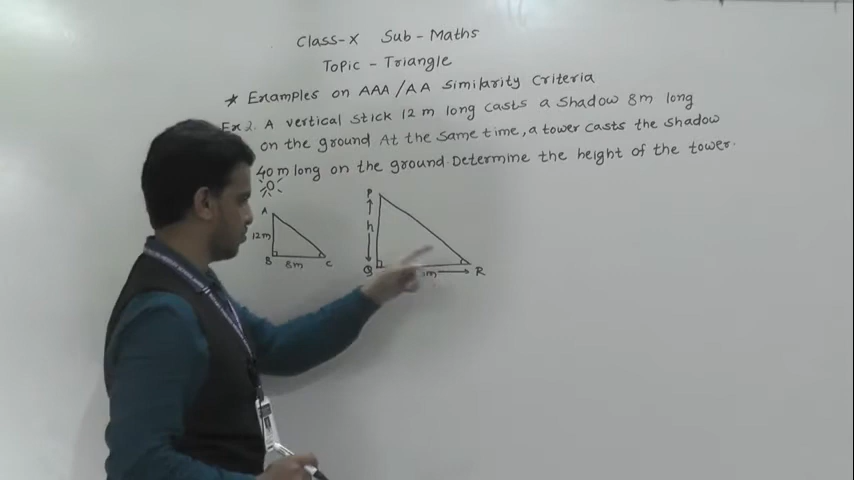 Class-X Sub-Maths
Topic - Triangle
* Examples on AAA/AA similarity criteria
Ex 2. A vertical stick 12 m long casts a shadow 8m long
on the ground At the same time, a tower casts the shadow
40 m long on the ground. Determine the height of the tower.
A
12m
B 8m C
P
h
Q m R